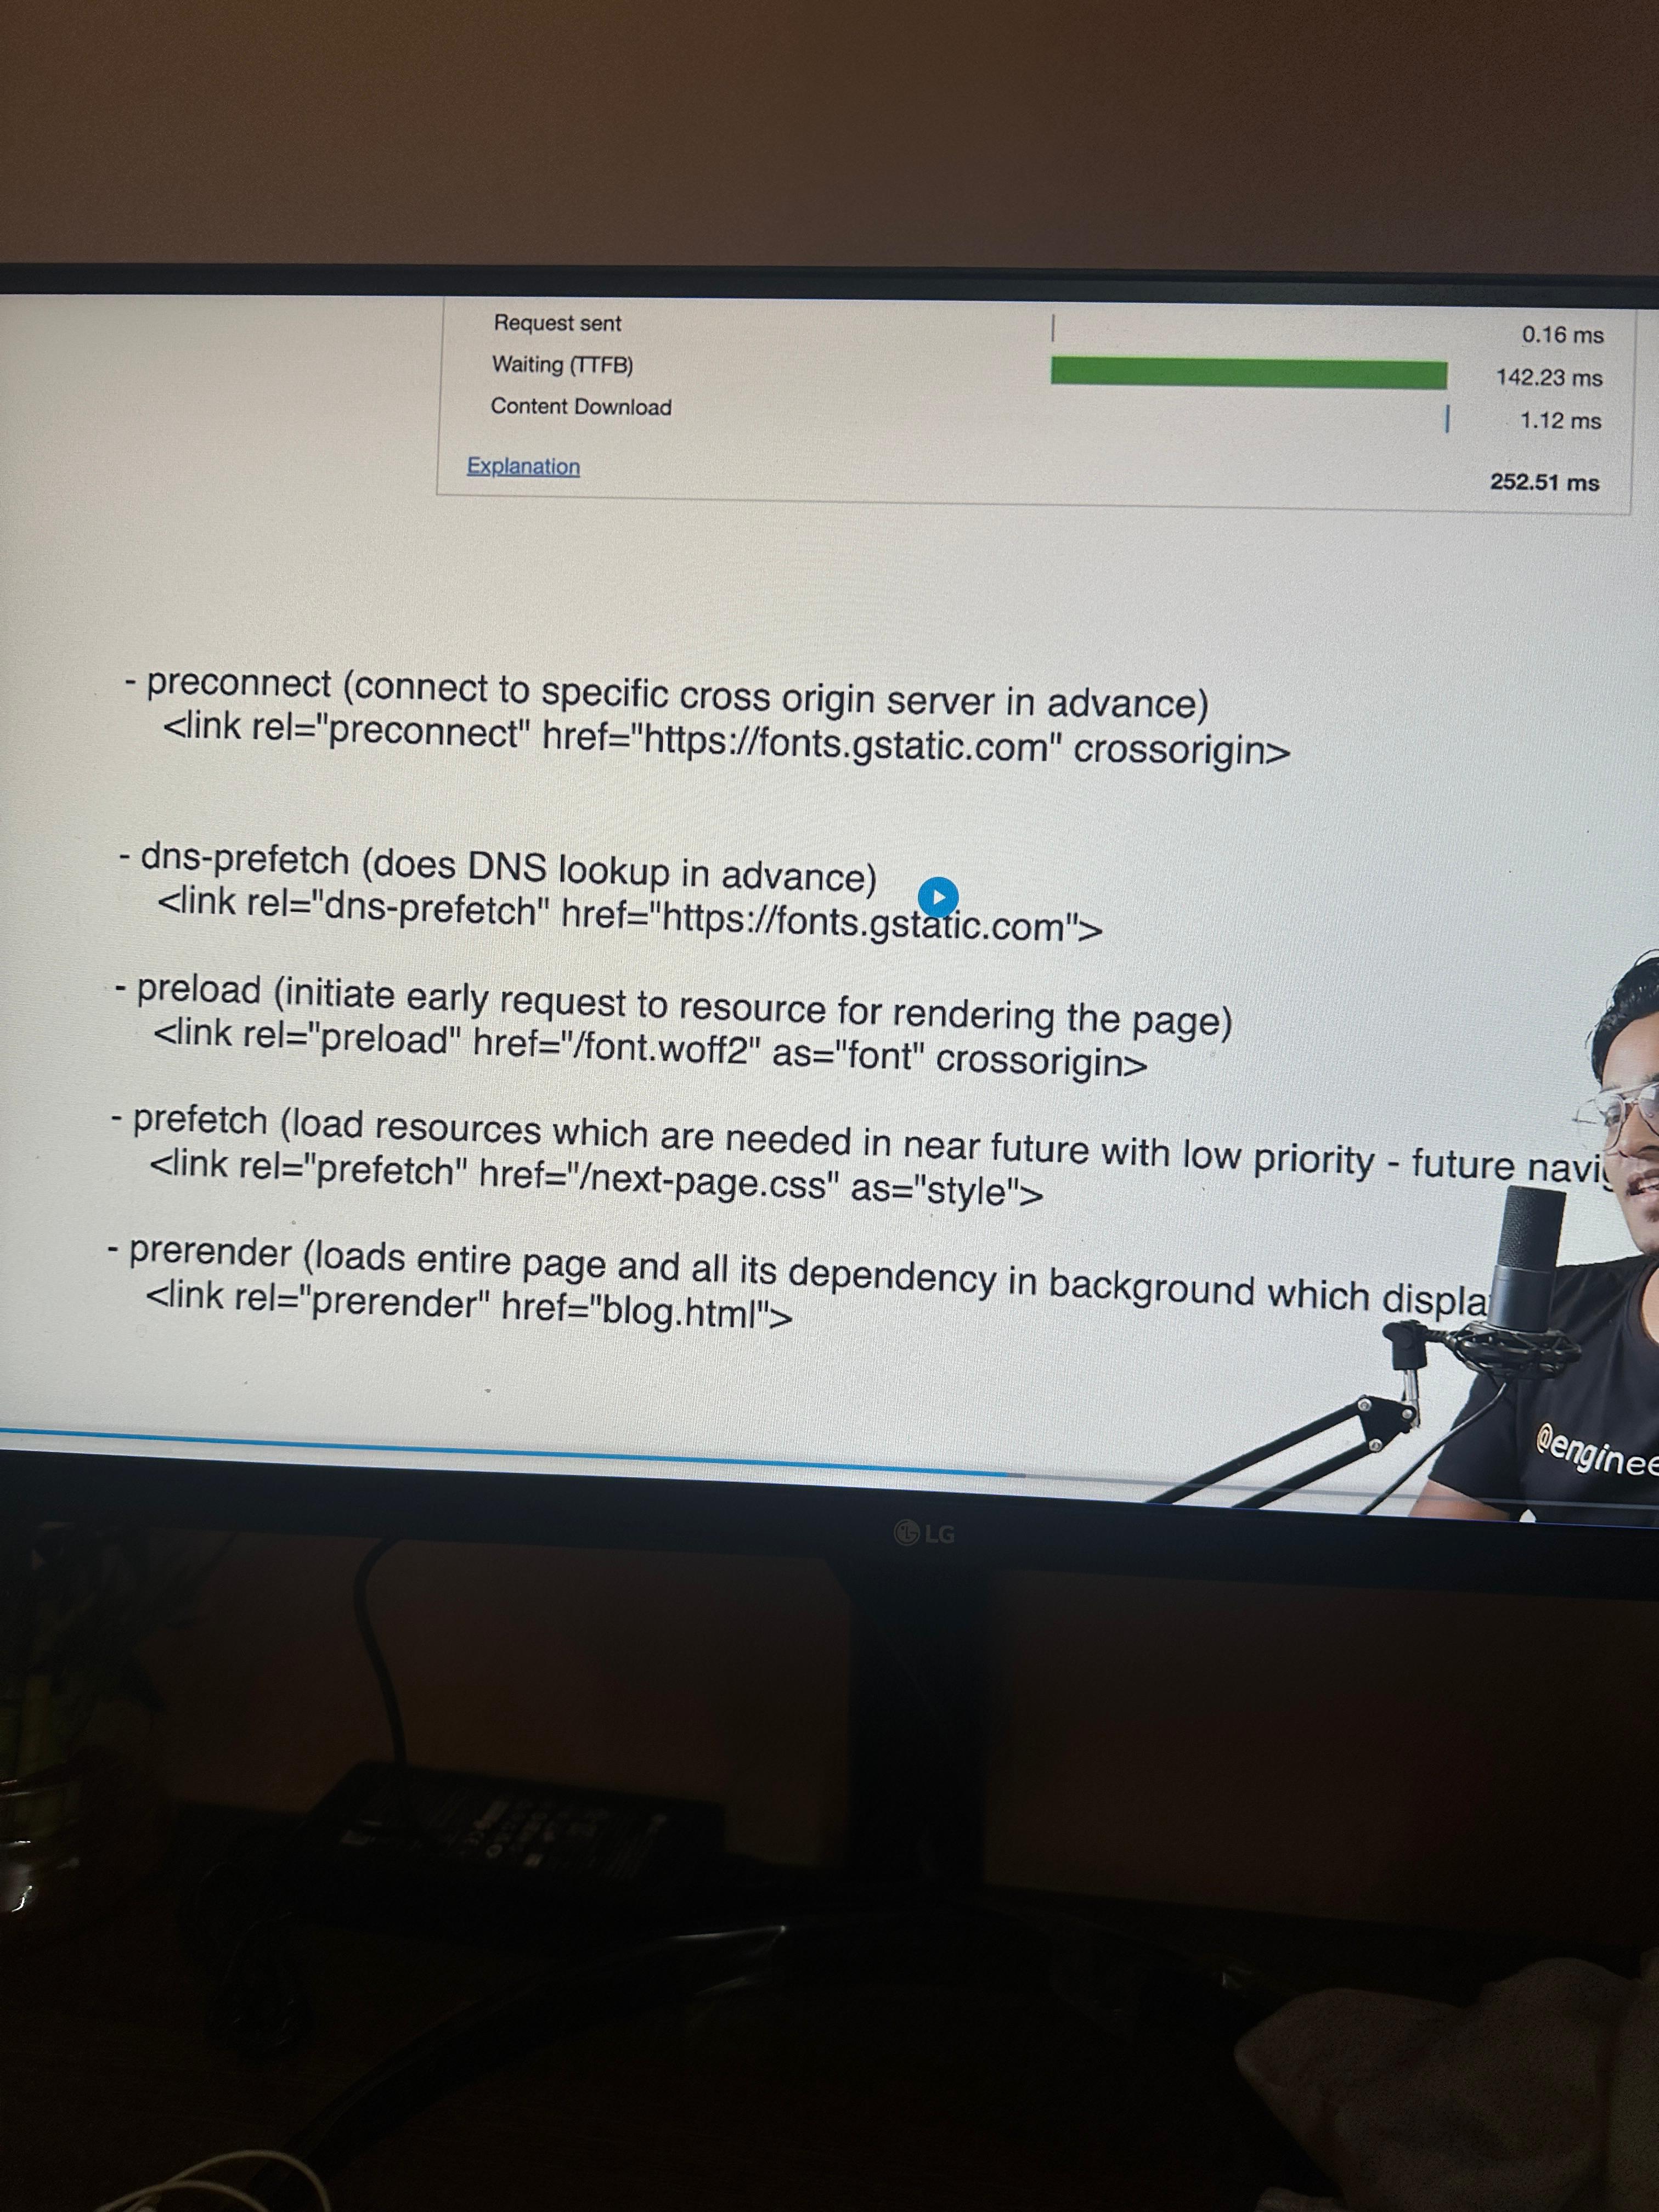 Request sent 0.16 ms
Waiting (TTFB) 142.23 ms
Content Download 1.12 ms
Explanation 252.51 ms
- preconnect (connect to specific cross origin server in advance)
<link rel="preconnect" href="https://fonts.gstatic.com" crossorigin>
- dns-prefetch (does DNS lookup in advance)
<link rel="dns-prefetch" href="https://fonts.gstatic.com">
- preload (initiate early request to resource for rendering the page)
<link rel="preload" href="/font.woff2" as="font" crossorigin>
- prefetch (load resources which are needed in near future with low priority - future
<link rel="prefetch" href="/next-page.css" as="style">
- prerender (loads entire page and all its dependency in background which
<link rel="prerender" href="blog.html">
LG